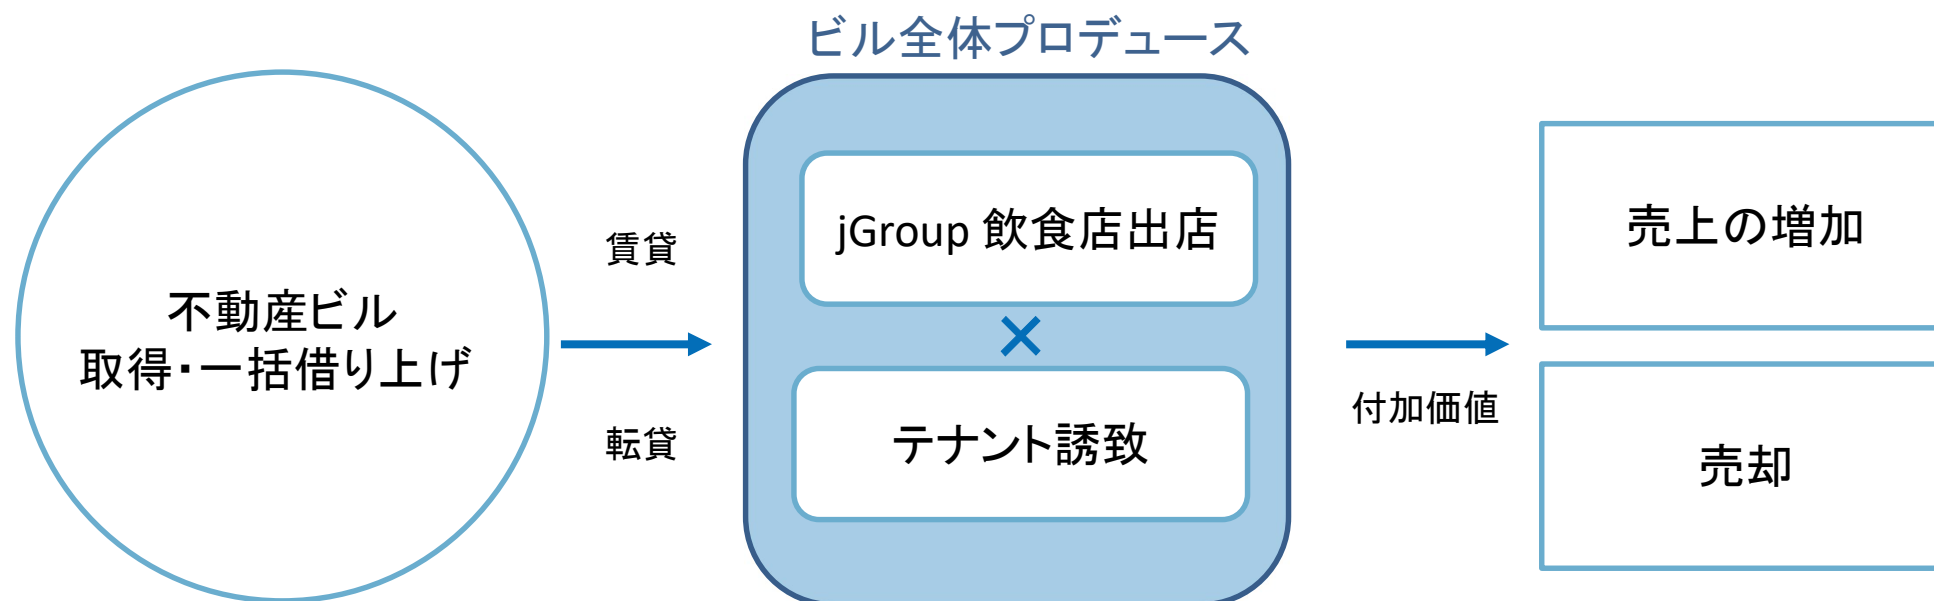 ビル全体プロデュース
不動産ビル
取得・一括借り上げ
賃貸
転貸
jGroup 飲食店出店
×
テナント誘致
付加価値
売上の増加
売却